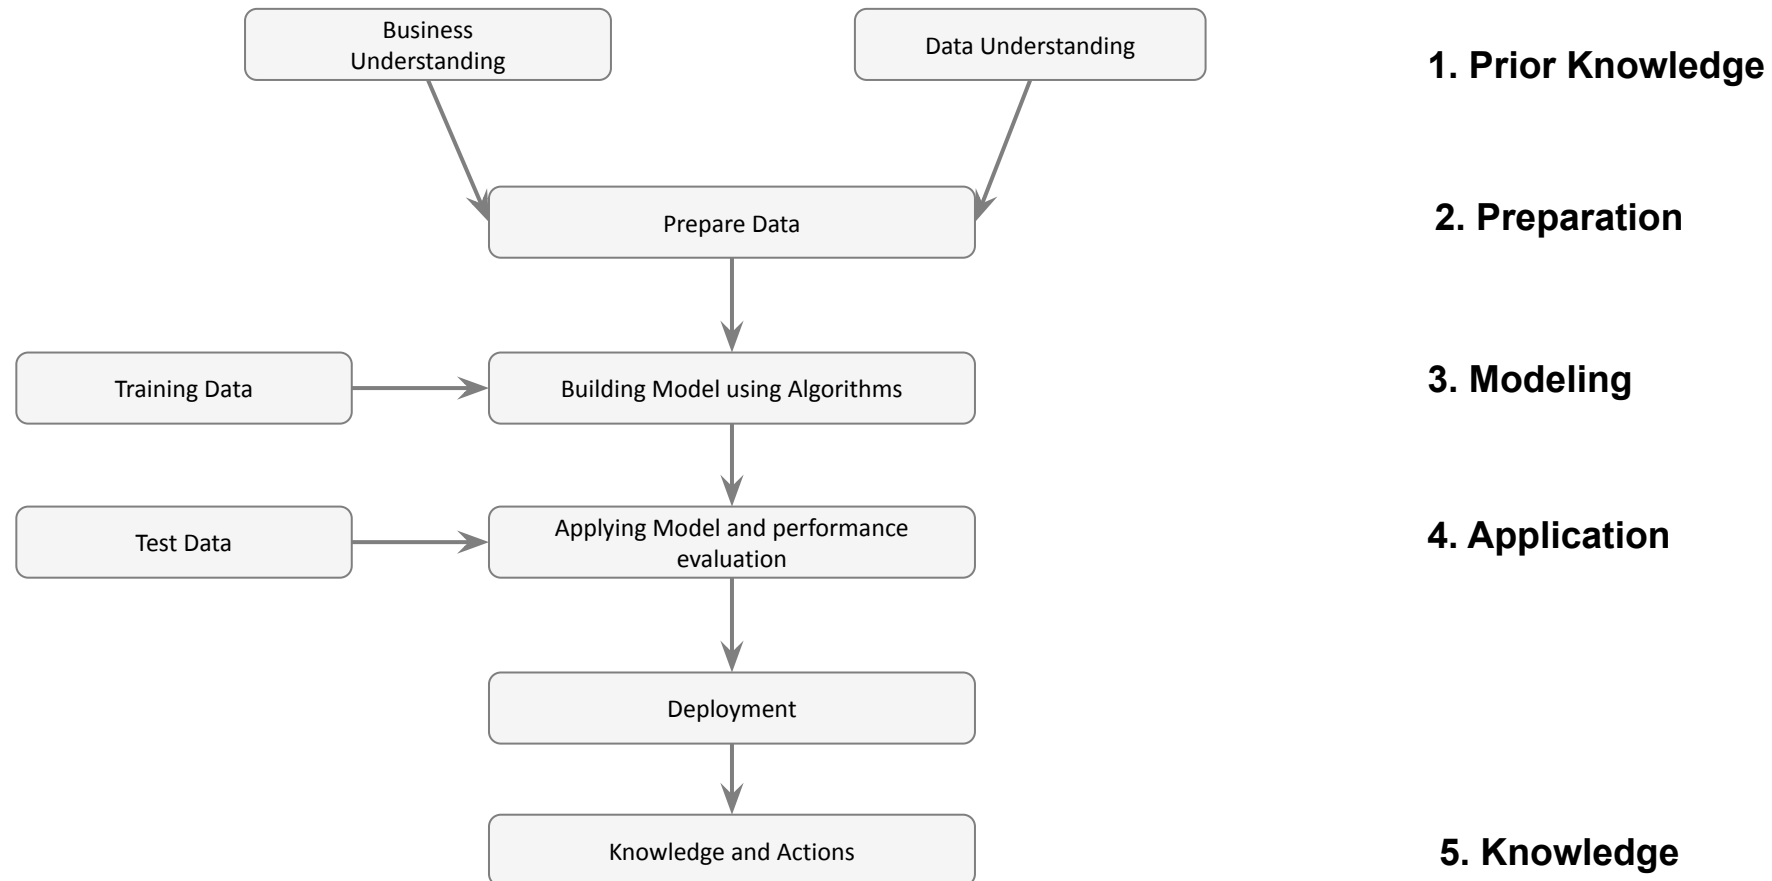 Business
Understanding
Data Understanding
1. Prior Knowledge
Prepare Data
2. Preparation
Training Data
Building Model using Algorithms
3. Modeling
Test Data
Applying Model and performance
evaluation
4. Application
Deployment
Knowledge and Actions
5. Knowledge